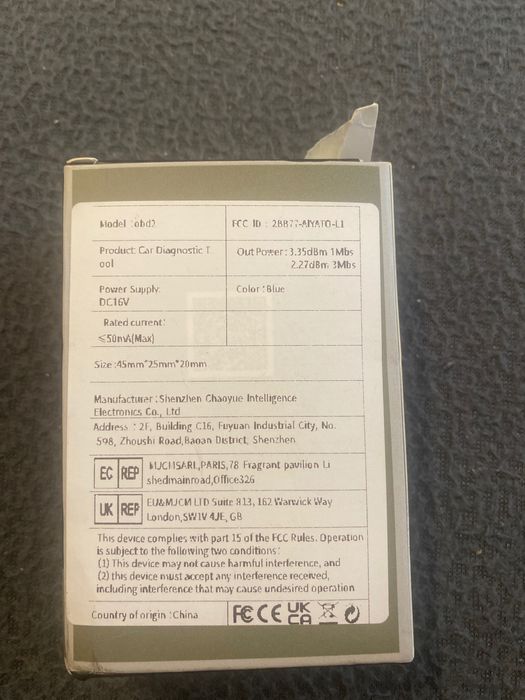 Model :obd2
FCC ID : 2BB77-AIYATO-L1
Product: Car Diagnostic T
ool
Out Power:3.35dBm 1Mbs
2.27dBm 3Mbs
Power Supply:
DC16V
Color :Blue
Rated current:
≤50mA(Max)
Size :45mm*25mm*20mm
Manufacturer :Shenzhen Chaoyue Intelligence
Electronics Co., Ltd
Address : 2F, Building C16, Fuyuan Industrial City, No.
598, Zhoushi Road,Baoan District, Shenzhen
EC REP
MJCMSARL,PARIS,78 Fragrant pavilion Li
shedmainroad,Office326
UK REP
EU&MJCM LTD Suite 813, 162 Warwick Way
London,SW1V 4JE, GB
This device complies with part 15 of the FCC Rules. Operation
is subject to the following two conditions:
(1) This device may not cause harmful interference, and
(2) this device must accept any interference received,
including interference that may cause undesired operation
Country of origin :China
FC CE UK
CA